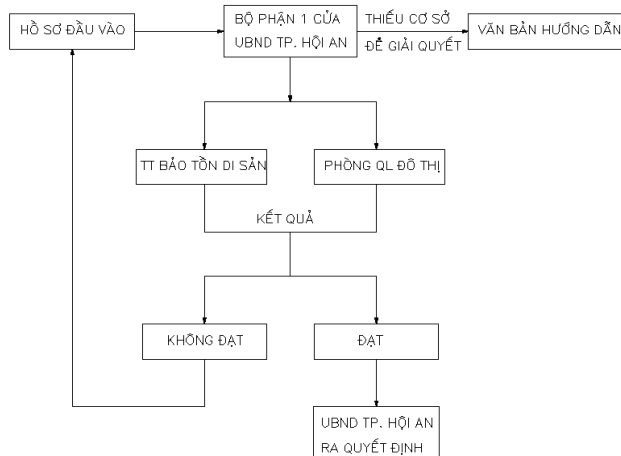 HỒ SƠ ĐẦU VÀO
BỘ PHẬN 1 CỬA
UBND TP. HỘI AN
THIẾU CƠ SỞ
ĐỂ GIẢI QUYẾT
VĂN BẢN HƯỚNG DẪN
TT BẢO TỒN DI SẢN
PHÒNG QL ĐÔ THỊ
KẾT QUẢ
KHÔNG ĐẠT
ĐẠT
UBND TP. HỘI AN
RA QUYẾT ĐỊNH